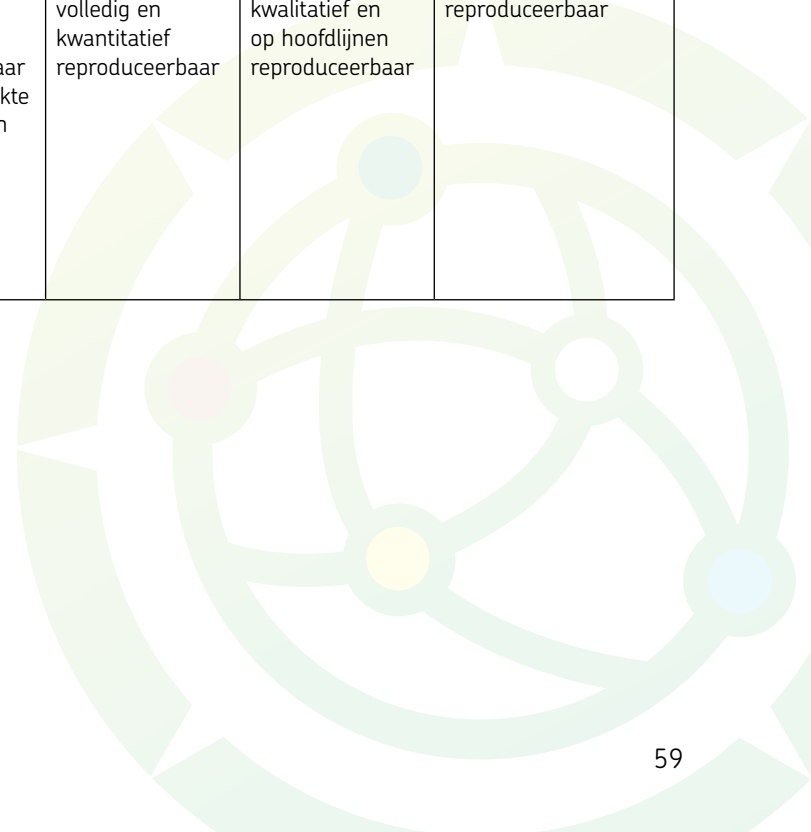 volledig en
kwantitatief
reproduceerbaar
kwalitatief en
op hoofdlijnen
reproduceerbaar
reproduceerbaar
59